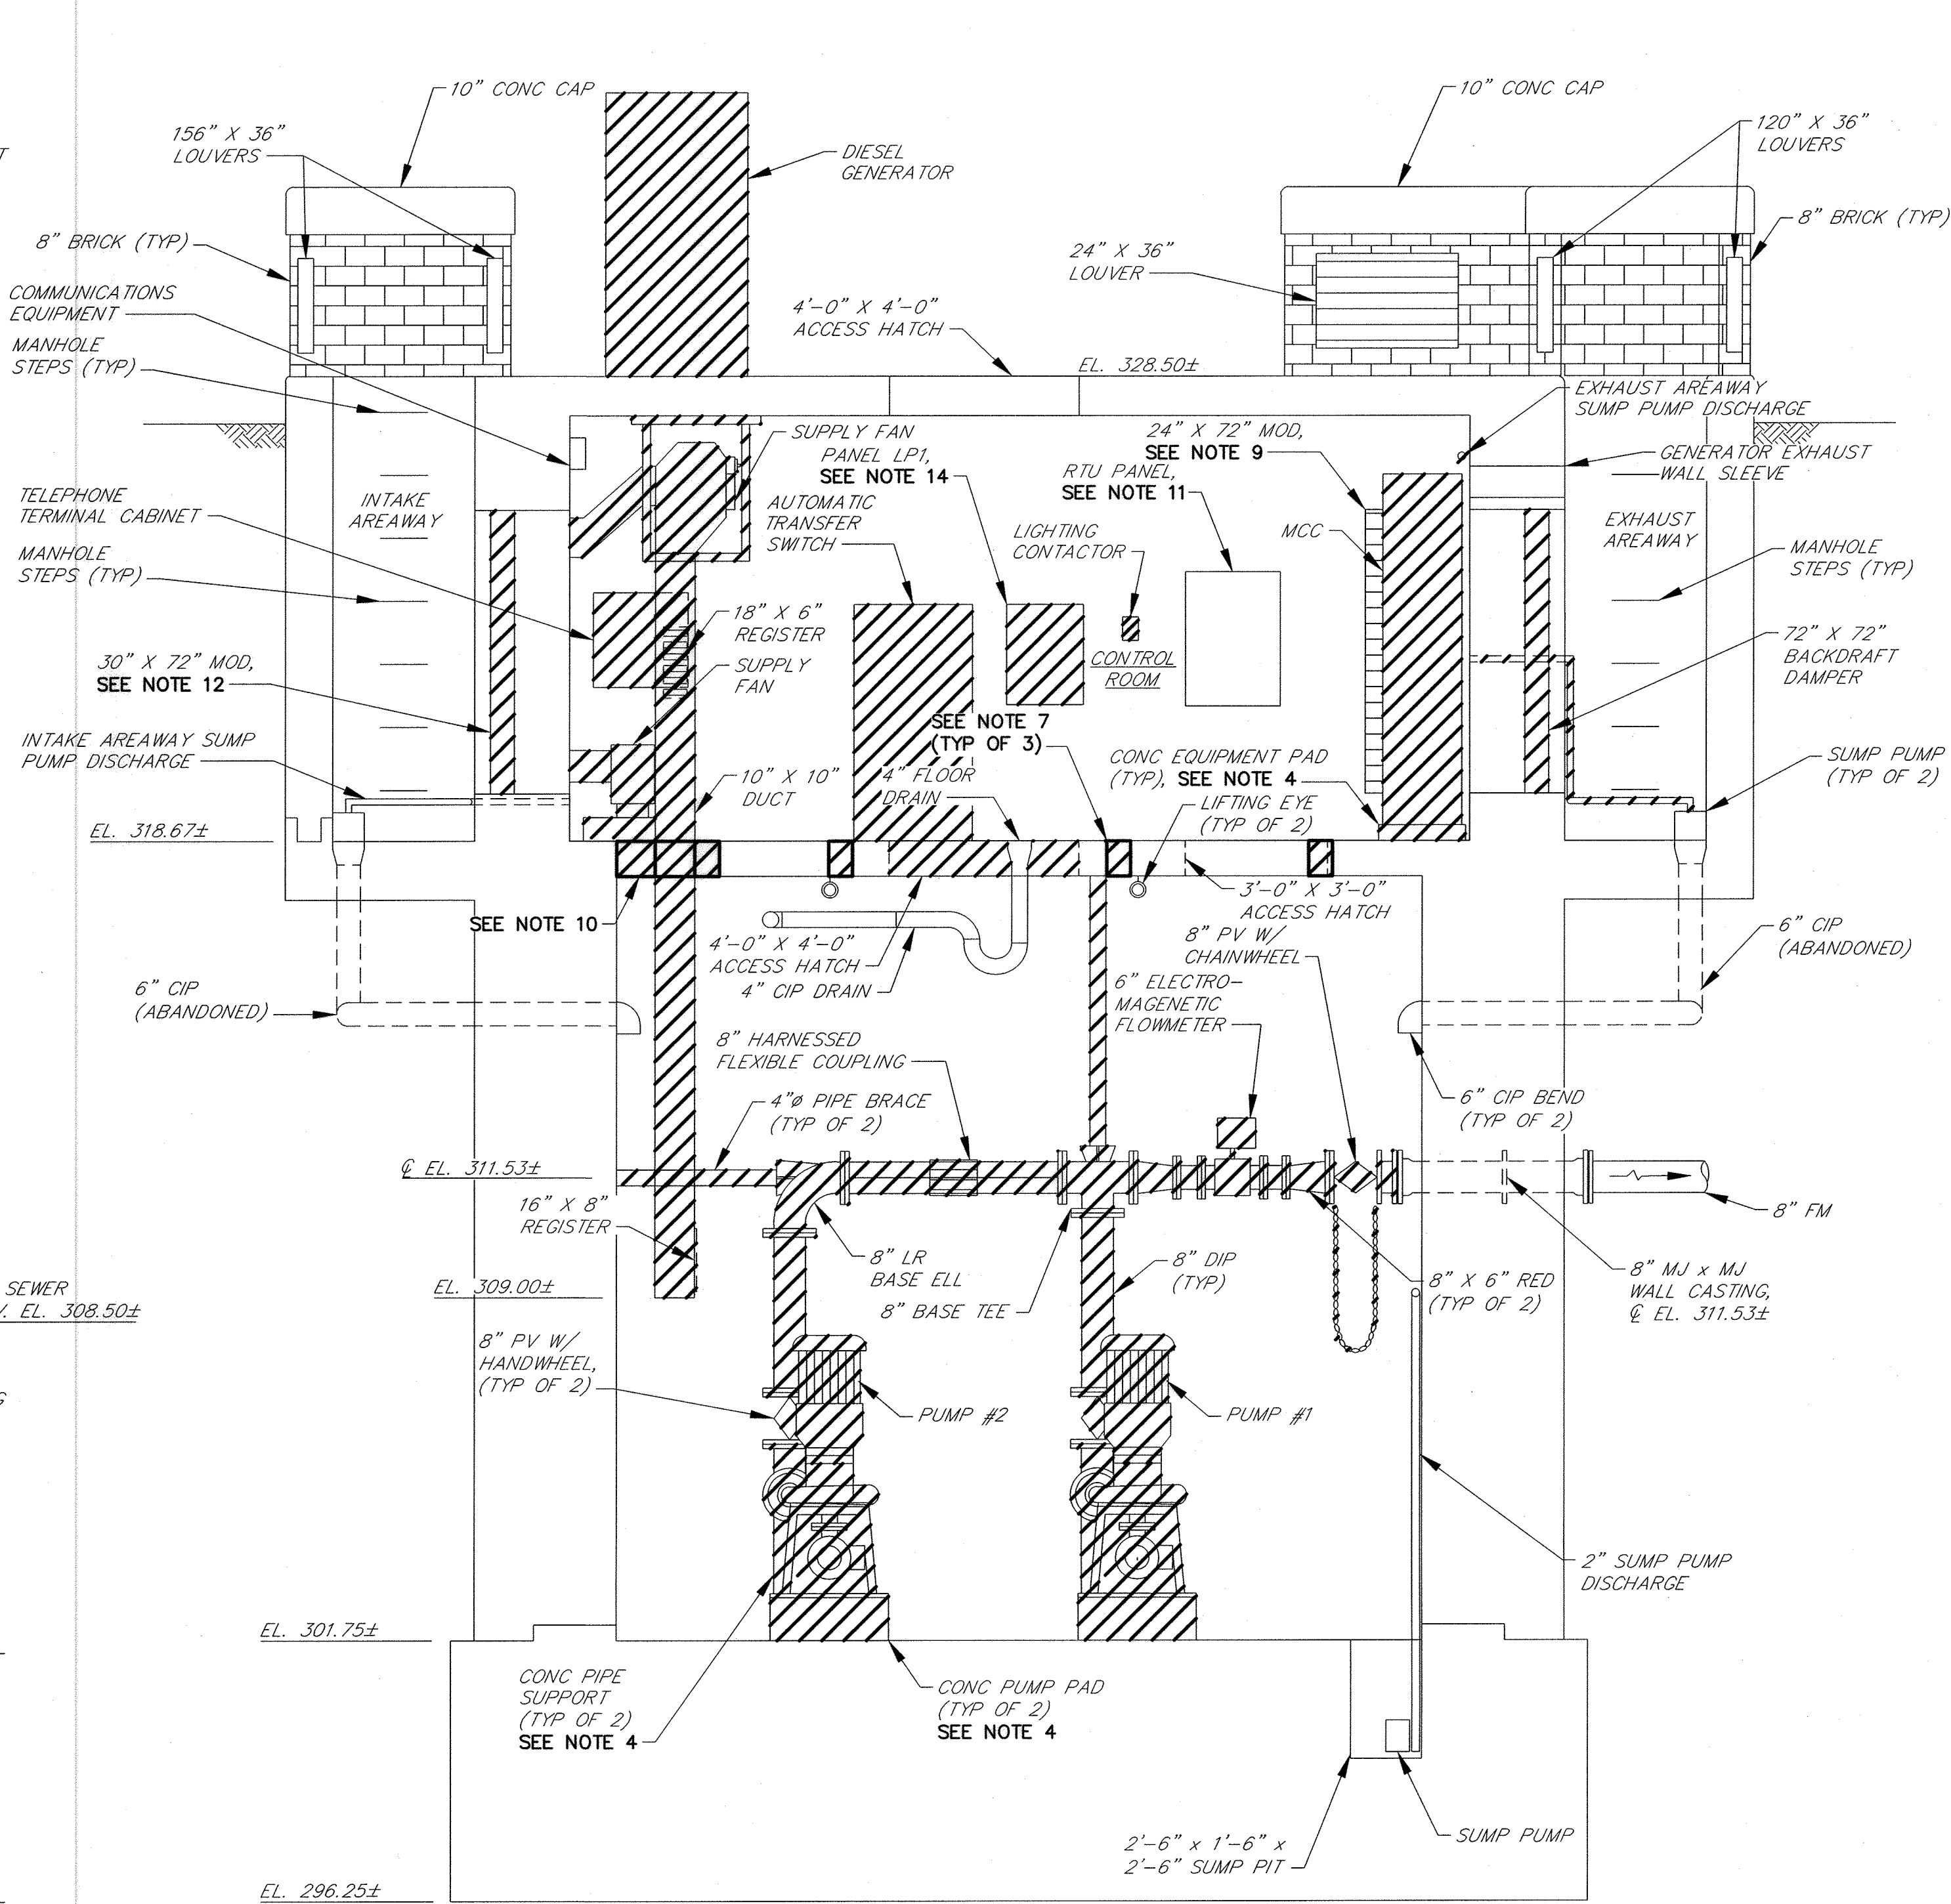 10" CONC CAP
156" X 36"
LOUVERS
DIESEL
GENERATOR
10" CONC CAP
120" X 36"
LOUVERS
8" BRICK (TYP)
8" BRICK (TYP)
24" X 36"
LOUVER
COMMUNICATIONS
EQUIPMENT
4'-0" X 4'-0"
ACCESS HATCH
MANHOLE
STEPS (TYP)
EL. 328.50±
EXHAUST AREAWAY
SUMP PUMP DISCHARGE
SUPPLY FAN
PANEL LP1,
SEE NOTE 14
24" X 72" MOD,
SEE NOTE 9
RTU PANEL,
SEE NOTE 11
GENERATOR EXHAUST
WALL SLEEVE
TELEPHONE
TERMINAL CABINET
INTAKE
AREAWAY
AUTOMATIC
TRANSFER
SWITCH
LIGHTING
CONTACTOR
MCC
EXHAUST
AREAWAY
MANHOLE
STEPS (TYP)
MANHOLE
STEPS (TYP)
18" X 6"
REGISTER
SUPPLY
FAN
CONTROL
ROOM
72" X 72"
BACKDRAFT
DAMPER
30" X 72" MOD,
SEE NOTE 12
SEE NOTE 7
(TYP OF 3)
INTAKE AREAWAY SUMP
PUMP DISCHARGE
10" X 10"
DUCT
4" FLOOR
DRAIN
CONC EQUIPMENT PAD
(TYP), SEE NOTE 4
LIFTING EYE
(TYP OF 2)
SUMP PUMP
(TYP OF 2)
EL. 318.67±
SEE NOTE 10
3'-0" X 3'-0"
ACCESS HATCH
4'-0" X 4'-0"
ACCESS HATCH
4" CIP DRAIN
8" PV W/
CHAINWHEEL
6" CIP
(ABANDONED)
6" CIP
(ABANDONED)
6" ELECTRO-
MAGENETIC
FLOWMETER
8" HARNESSED
FLEXIBLE COUPLING
4"ø PIPE BRACE
(TYP OF 2)
6" CIP BEND
(TYP OF 2)
℄ EL. 311.53±
16" X 8"
REGISTER
8" FM
8" LR
BASE ELL
8" DIP
(TYP)
8" BASE TEE
8" X 6" RED
(TYP OF 2)
8" MJ x MJ
WALL CASTING,
℄ EL. 311.53±
SEWER
EL. 308.50±
EL. 309.00±
8" PV W/
HANDWHEEL,
(TYP OF 2)
PUMP #2
PUMP #1
2" SUMP PUMP
DISCHARGE
EL. 301.75±
CONC PIPE
SUPPORT
(TYP OF 2)
SEE NOTE 4
CONC PUMP PAD
(TYP OF 2)
SEE NOTE 4
2'-6" x 1'-6" x
2'-6" SUMP PIT
SUMP PUMP
EL. 296.25±